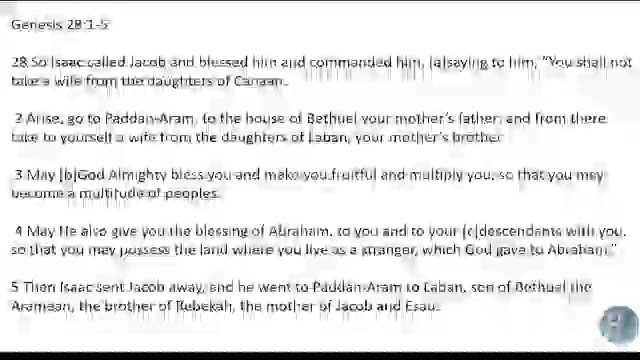 Genesis 28:1-5
28 So Isaac called Jacob and blessed him and commanded him, [a]saying to him, "You shall not
take a wife from the daughters of Canaan.
2 Arise, go to Paddan-Aram, to the house of Bethuel your mother's father; and from there
take to yourself a wife from the daughters of Laban, your mother's brother.
3 May [b]God Almighty bless you and make you fruitful and multiply you, so that you may
become a multitude of peoples.
4 May He also give you the blessing of Abraham, to you and to your [c]descendants with you,
so that you may possess the land where you live as a stranger, which God gave to Abraham."
5 Then Isaac sent Jacob away, and he went to Paddan-Aram to Laban, son of Bethuel the
Aramean, the brother of Rebekah, the mother of Jacob and Esau.